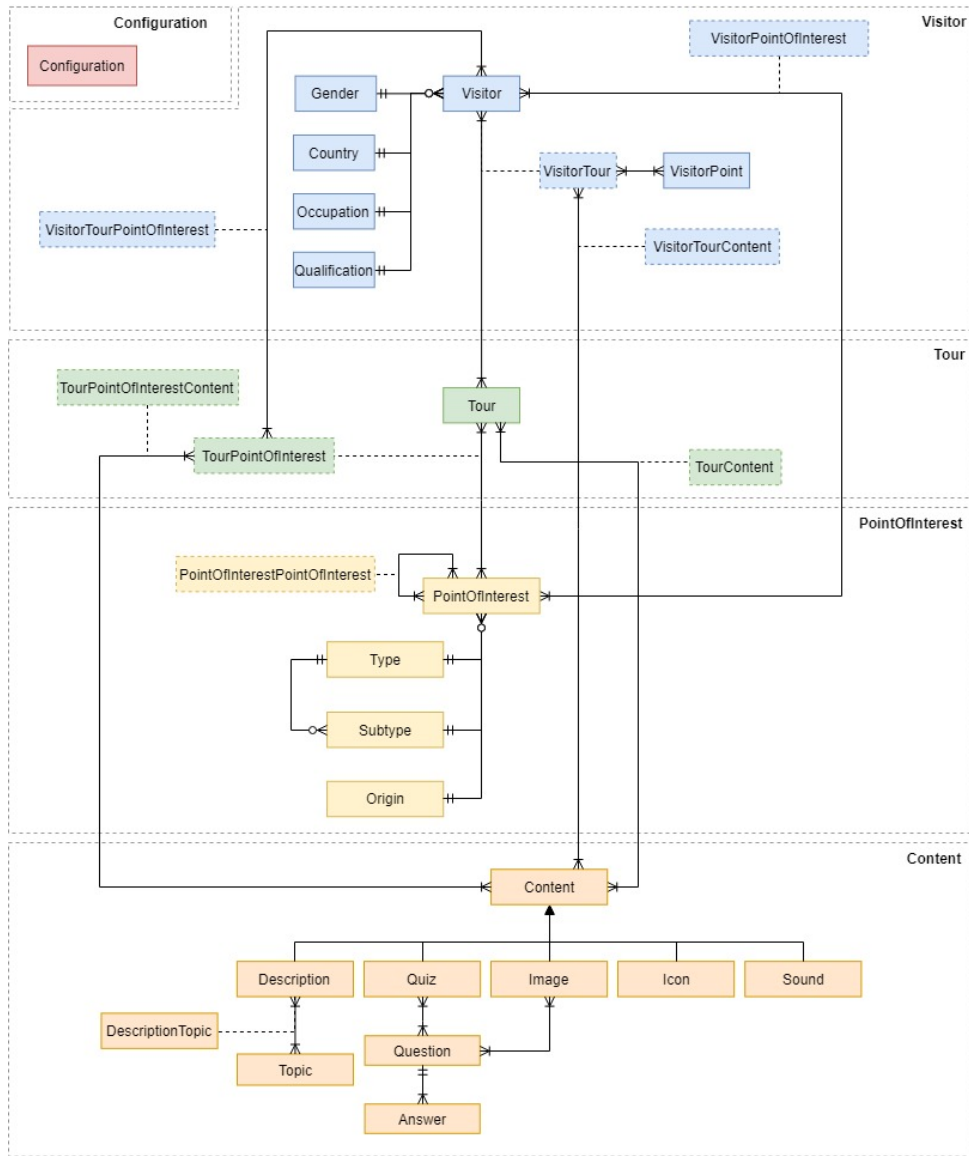 Configuration
Visitor
Configuration
VisitorPointOfInterest
Gender
Visitor
Country
VisitorTour
VisitorPoint
Occupation
VisitorTourPointOfInterest
VisitorTourContent
Qualification
Tour
TourPointOfInterestContent
Tour
TourPointOfInterest
TourContent
PointOfInterest
PointOfInterestPointOfInterest
PointOfInterest
Type
Subtype
Origin
Content
Content
Description
Quiz
Image
Icon
Sound
DescriptionTopic
Question
Topic
Answer